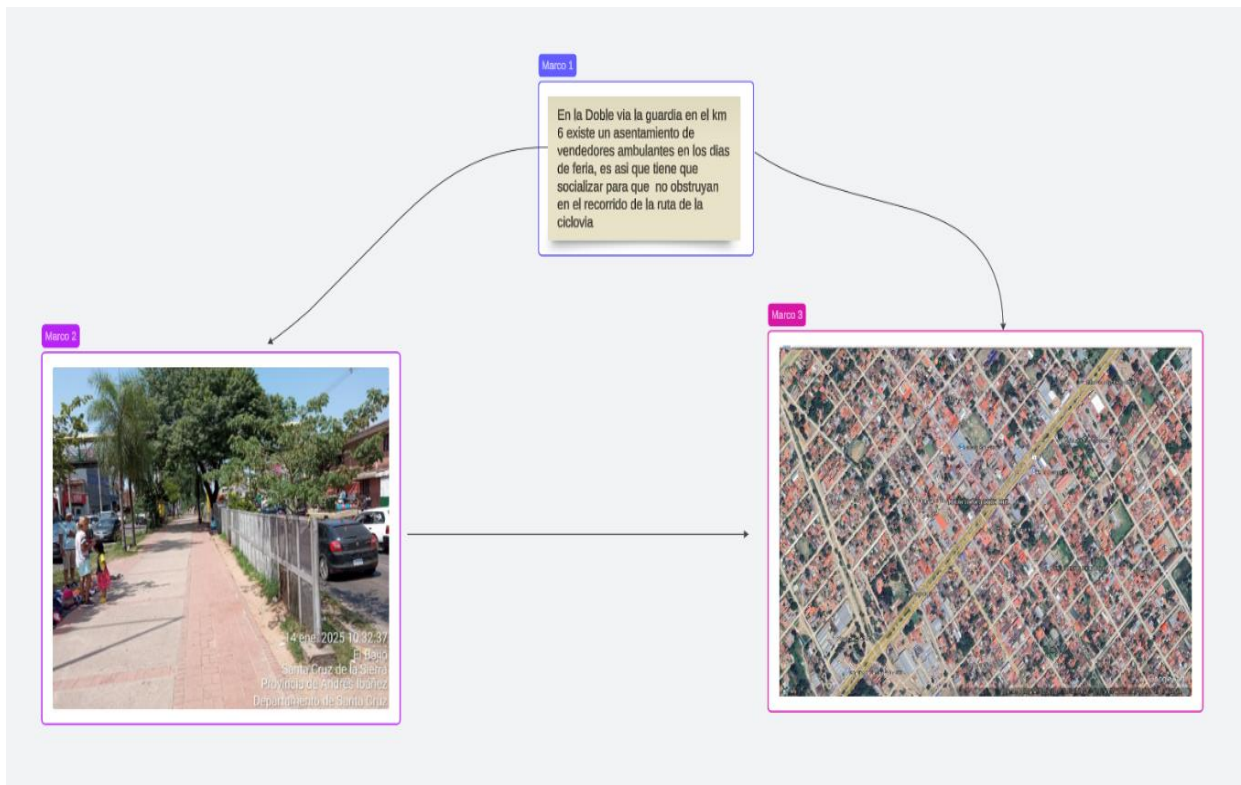 Marco 1
En la Doble via la guardia en el km
6 existe un asentamiento de
vendedores ambulantes en los dias
de feria, es asi que tiene que
socializar para que no obstruyan
en el recorrido de la ruta de la
ciclovia
Marco 2
Marco 3
14 ene. 2025 10:32:37
El Bajio
Santa Cruz de la Sierra
Provincia de Andrés Ibáñez
Departamento de Santa Cruz